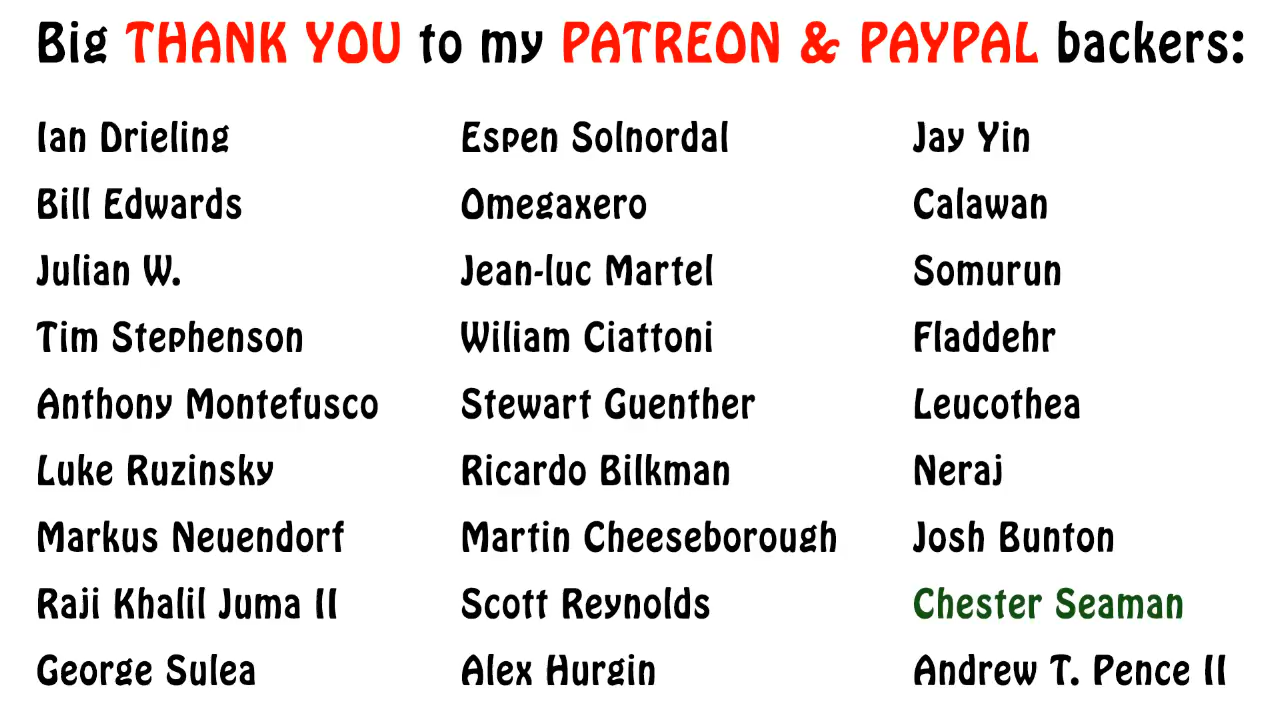 Big THANK YOU to my PATREON & PAYPAL backers:
Ian Drieling
Bill Edwards
Julian W.
Tim Stephenson
Anthony Montefusco
Luke Ruzinsky
Markus Neuendorf
Raji Khalil Juma II
George Sulea
Espen Solnordal
Omegaxero
Jean-luc Martel
Wiliam Ciattoni
Stewart Guenther
Ricardo Bilkman
Martin Cheeseborough
Scott Reynolds
Alex Hurgin
Jay Yin
Calawan
Somurun
Fladdehr
Leucothea
Neraj
Josh Bunton
Chester Seaman
Andrew T. Pence II